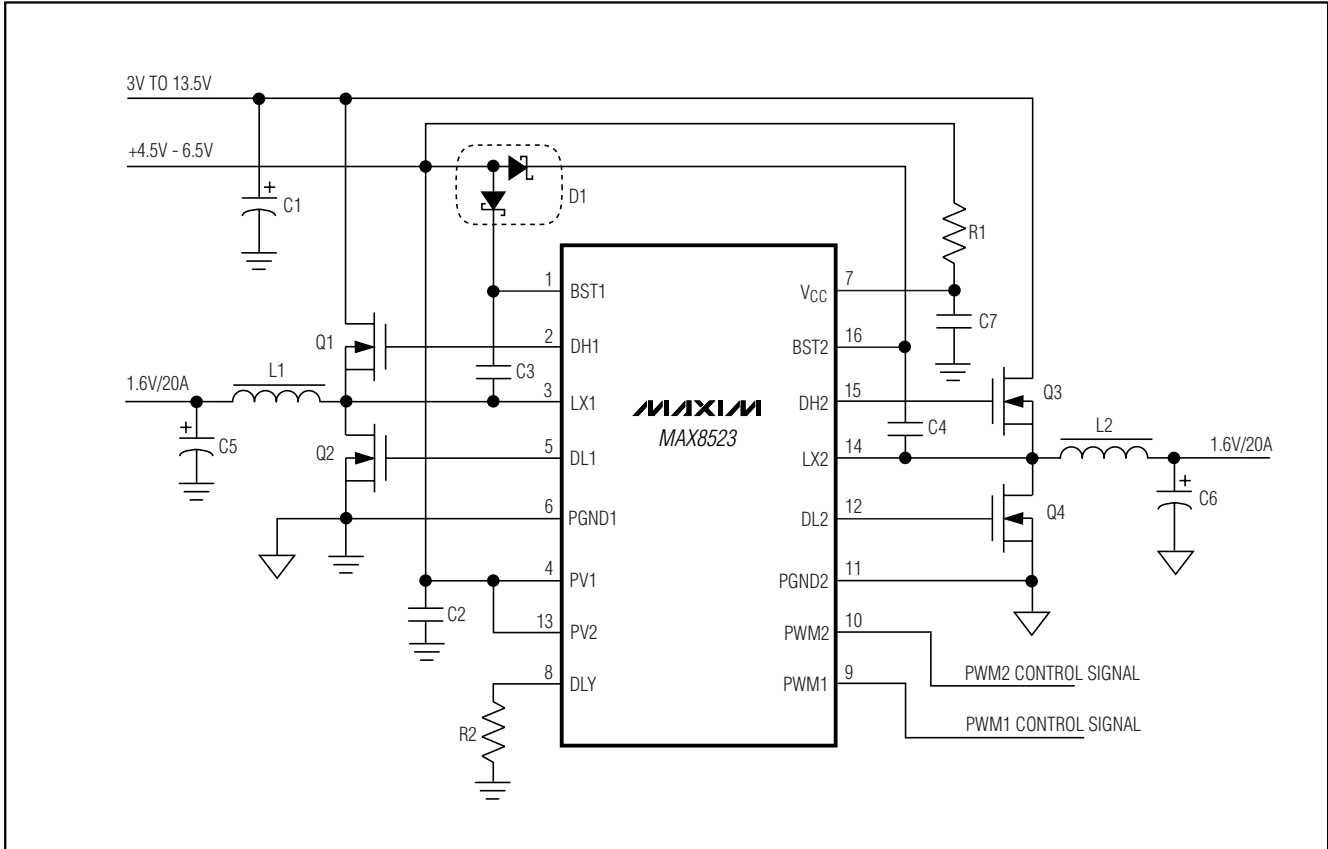 3V TO 13.5V
+4.5V - 6.5V
C1
D1
R1
1 BST1
VCC 7
C7
Q1
2 DH1
BST2 16
C3
1.6V/20A
L1
3 LX1
MAXIM
MAX8523
DH2 15
Q3
C4
L2
C5
Q2
5 DL1
LX2 14
1.6V/20A
C6
6 PGND1
DL2 12
Q4
4 PV1
PGND2 11
C2
13 PV2
PWM2 10
8 DLY
PWM1 9
PWM2 CONTROL SIGNAL
R2
PWM1 CONTROL SIGNAL